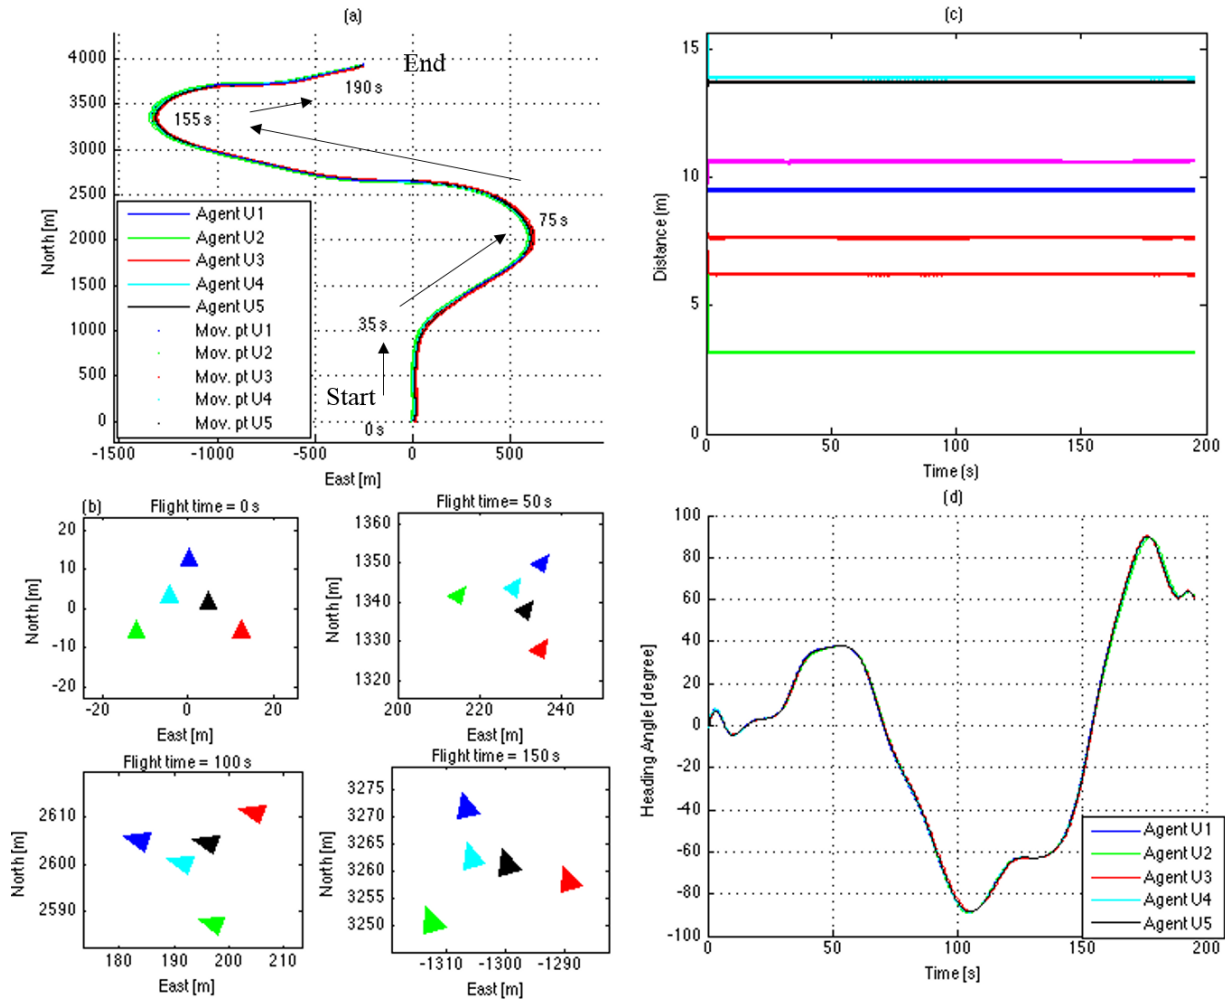 (a)
4000
3500
3000
2500
2000
1500
1000
500
0
North [m]
-1500
-1000
-500
0
500
East [m]
End
190 s
155 s
75 s
35 s
Start
0 s
Agent U1
Agent U2
Agent U3
Agent U4
Agent U5
Mov. pt U1
Mov. pt U2
Mov. pt U3
Mov. pt U4
Mov. pt U5
(c)
15
10
5
0
Distance (m)
0
50
100
150
200
Time (s)
(b)
Flight time = 0 s
20
10
0
-10
-20
North [m]
-20
0
20
East [m]
Flight time= 50 s
1360
1350
1340
1330
1320
North [m]
200
220
240
East [m]
Flight time = 100 s
2610
2600
2590
North [m]
180
190
200
210
East [m]
Flight time = 150 s
3275
3270
3265
3260
3255
3250
North [m]
-1310
-1300
-1290
East [m]
(d)
100
80
60
40
20
0
-20
-40
-60
-80
-100
Heading Angle [degree]
0
50
100
150
200
Time [s]
Agent U1
Agent U2
Agent U3
Agent U4
Agent U5